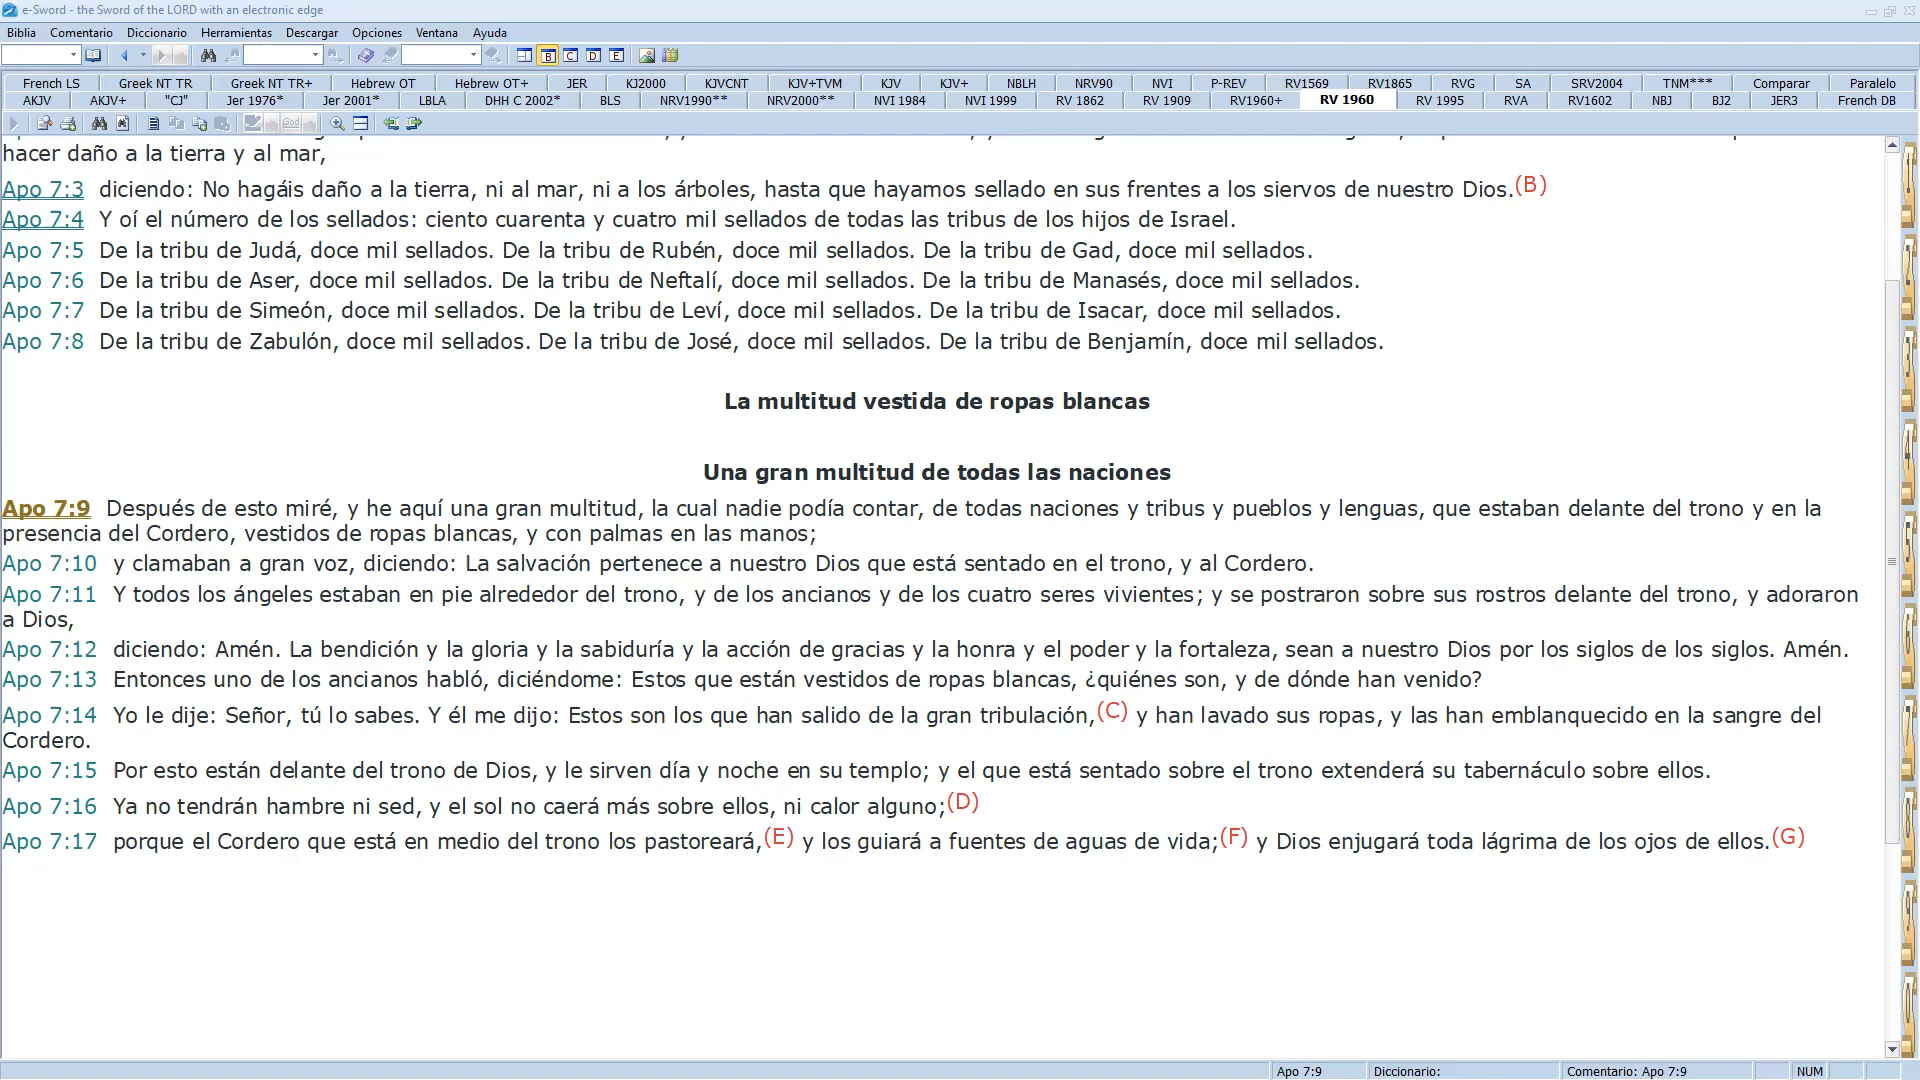 e-Sword - the Sword of the LORD with an electronic edge
Biblia Comentario Diccionario Herramientas Descargar Opciones Ventana Ayuda
B C D E
French LS Greek NT TR Greek NT TR+ Hebrew OT Hebrew OT+ JER KJ2000 KJVCNT KJV+TVM KJV KJV+ NBLH NRV90 NVI P-REV RV1569 RV1865 RVG SA SRV2004 TNM*** Comparar Paralelo
AKJV AKJV+ "CJ" Jer 1976* Jer 2001* LBLA DHH C 2002* BLS NRV1990** NRV2000** NVI 1984 NVI 1999 RV 1862 RV 1909 RV1960+ RV 1960 RV 1995 RVA RV1602 NBJ BJ2 JER3 French DB
God
hacer daño a la tierra y al mar,
Apo 7:3 diciendo: No hagáis daño a la tierra, ni al mar, ni a los árboles, hasta que hayamos sellado en sus frentes a los siervos de nuestro Dios.(B)
Apo 7:4 Y oí el número de los sellados: ciento cuarenta y cuatro mil sellados de todas las tribus de los hijos de Israel.
Apo 7:5 De la tribu de Judá, doce mil sellados. De la tribu de Rubén, doce mil sellados. De la tribu de Gad, doce mil sellados.
Apo 7:6 De la tribu de Aser, doce mil sellados. De la tribu de Neftalí, doce mil sellados. De la tribu de Manasés, doce mil sellados.
Apo 7:7 De la tribu de Simeón, doce mil sellados. De la tribu de Leví, doce mil sellados. De la tribu de Isacar, doce mil sellados.
Apo 7:8 De la tribu de Zabulón, doce mil sellados. De la tribu de José, doce mil sellados. De la tribu de Benjamín, doce mil sellados.
La multitud vestida de ropas blancas
Una gran multitud de todas las naciones
Apo 7:9 Después de esto miré, y he aquí una gran multitud, la cual nadie podía contar, de todas naciones y tribus y pueblos y lenguas, que estaban delante del trono y en la
presencia del Cordero, vestidos de ropas blancas, y con palmas en las manos;
Apo 7:10 y clamaban a gran voz, diciendo: La salvación pertenece a nuestro Dios que está sentado en el trono, y al Cordero.
Apo 7:11 Y todos los ángeles estaban en pie alrededor del trono, y de los ancianos y de los cuatro seres vivientes; y se postraron sobre sus rostros delante del trono, y adoraron
a Dios,
Apo 7:12 diciendo: Amén. La bendición y la gloria y la sabiduría y la acción de gracias y la honra y el poder y la fortaleza, sean a nuestro Dios por los siglos de los siglos. Amén.
Apo 7:13 Entonces uno de los ancianos habló, diciéndome: Estos que están vestidos de ropas blancas, ¿quiénes son, y de dónde han venido?
Apo 7:14 Yo le dije: Señor, tú lo sabes. Y él me dijo: Estos son los que han salido de la gran tribulación,(C) y han lavado sus ropas, y las han emblanquecido en la sangre del
Cordero.
Apo 7:15 Por esto están delante del trono de Dios, y le sirven día y noche en su templo; y el que está sentado sobre el trono extenderá su tabernáculo sobre ellos.
Apo 7:16 Ya no tendrán hambre ni sed, y el sol no caerá más sobre ellos, ni calor alguno;(D)
Apo 7:17 porque el Cordero que está en medio del trono los pastoreará,(E) y los guiará a fuentes de aguas de vida;(F) y Dios enjugará toda lágrima de los ojos de ellos.(G)
Apo 7:9 Diccionario: Comentario: Apo 7:9 NUM